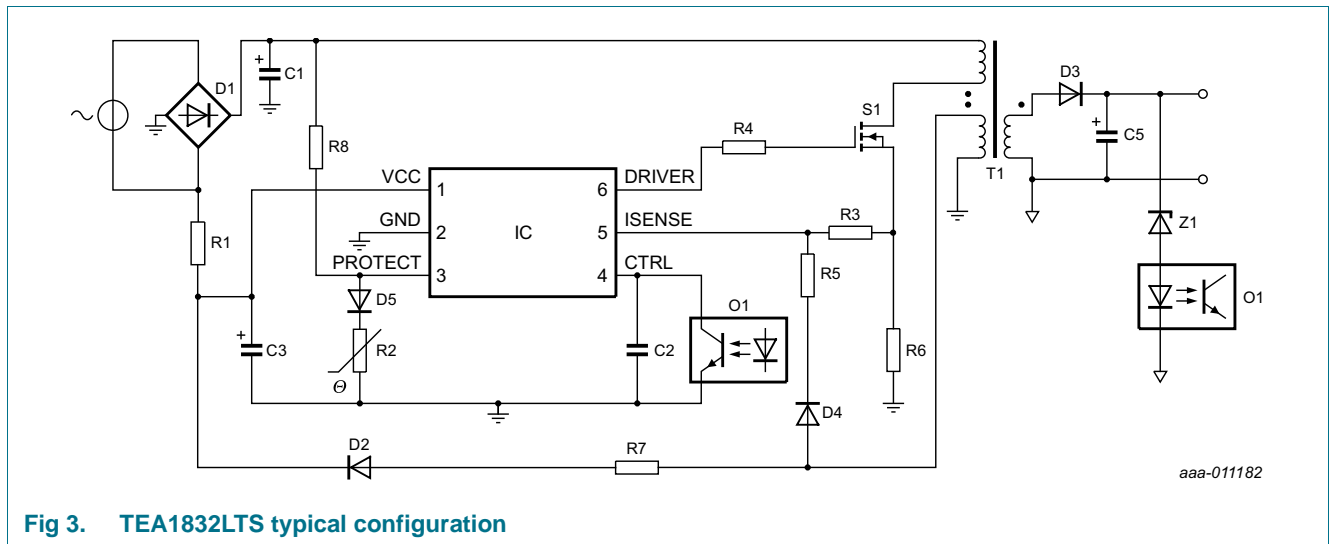 D1
+
C1
R8
S1
D3
R4
+
C5
T1
VCC
1
6
DRIVER
GND
2
IC
5
ISENSE
R3
Z1
PROTECT
3
4
CTRL
R1
R5
D5
O1
O1
+
C3
R2
Θ
C2
R6
D4
D2
R7
aaa-011182
Fig 3. TEA1832LTS typical configuration